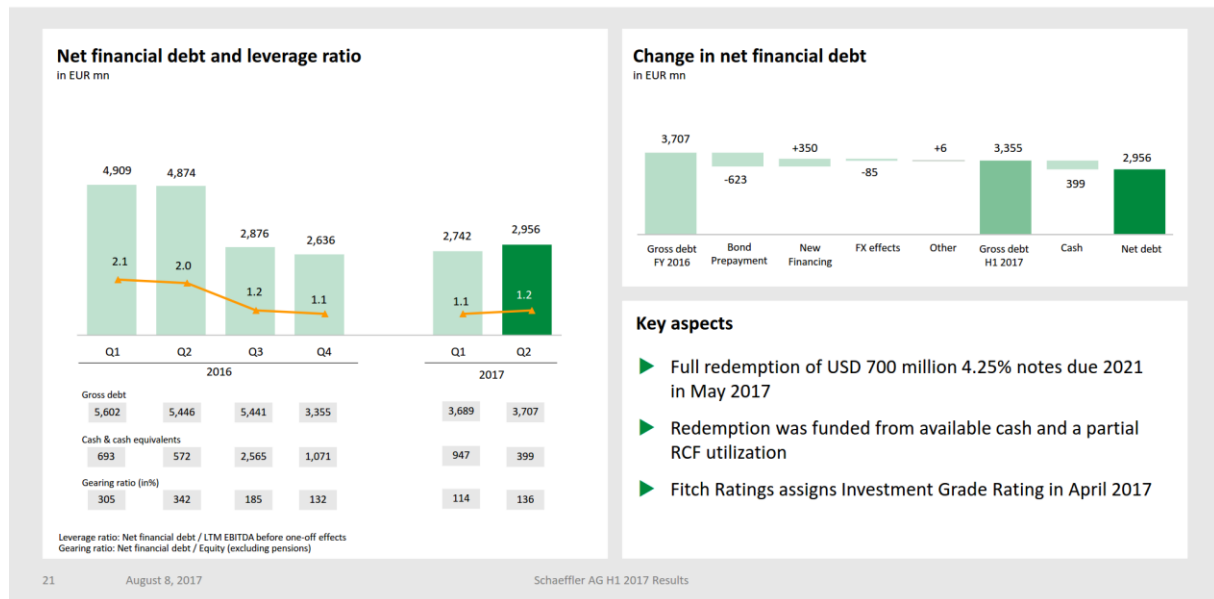 Net financial debt and leverage ratio
in EUR mn
4,909
4,874
2,876
2,636
2,742
2,956
2.1
2.0
1.2
1.1
1.1
1.2
Q1 Q2 Q3 Q4 Q1 Q2
2016 2017
Gross debt
5,602 5,446 5,441 3,355 3,689 3,707
Cash & cash equivalents
693 572 2,565 1,071 947 399
Gearing ratio (in%)
305 342 185 132 114 136
Leverage ratio: Net financial debt / LTM EBITDA before one-off effects
Gearing ratio: Net financial debt / Equity (excluding pensions)
Change in net financial debt
in EUR mn
3,707
-623
+350
-85
+6
3,355
399
2,956
Gross debt Bond New FX effects Other Gross debt Cash Net debt
FY 2016 Prepayment Financing H1 2017
Key aspects
Full redemption of USD 700 million 4.25% notes due 2021
in May 2017
Redemption was funded from available cash and a partial
RCF utilization
Fitch Ratings assigns Investment Grade Rating in April 2017
21 August 8, 2017 Schaeffler AG H1 2017 Results